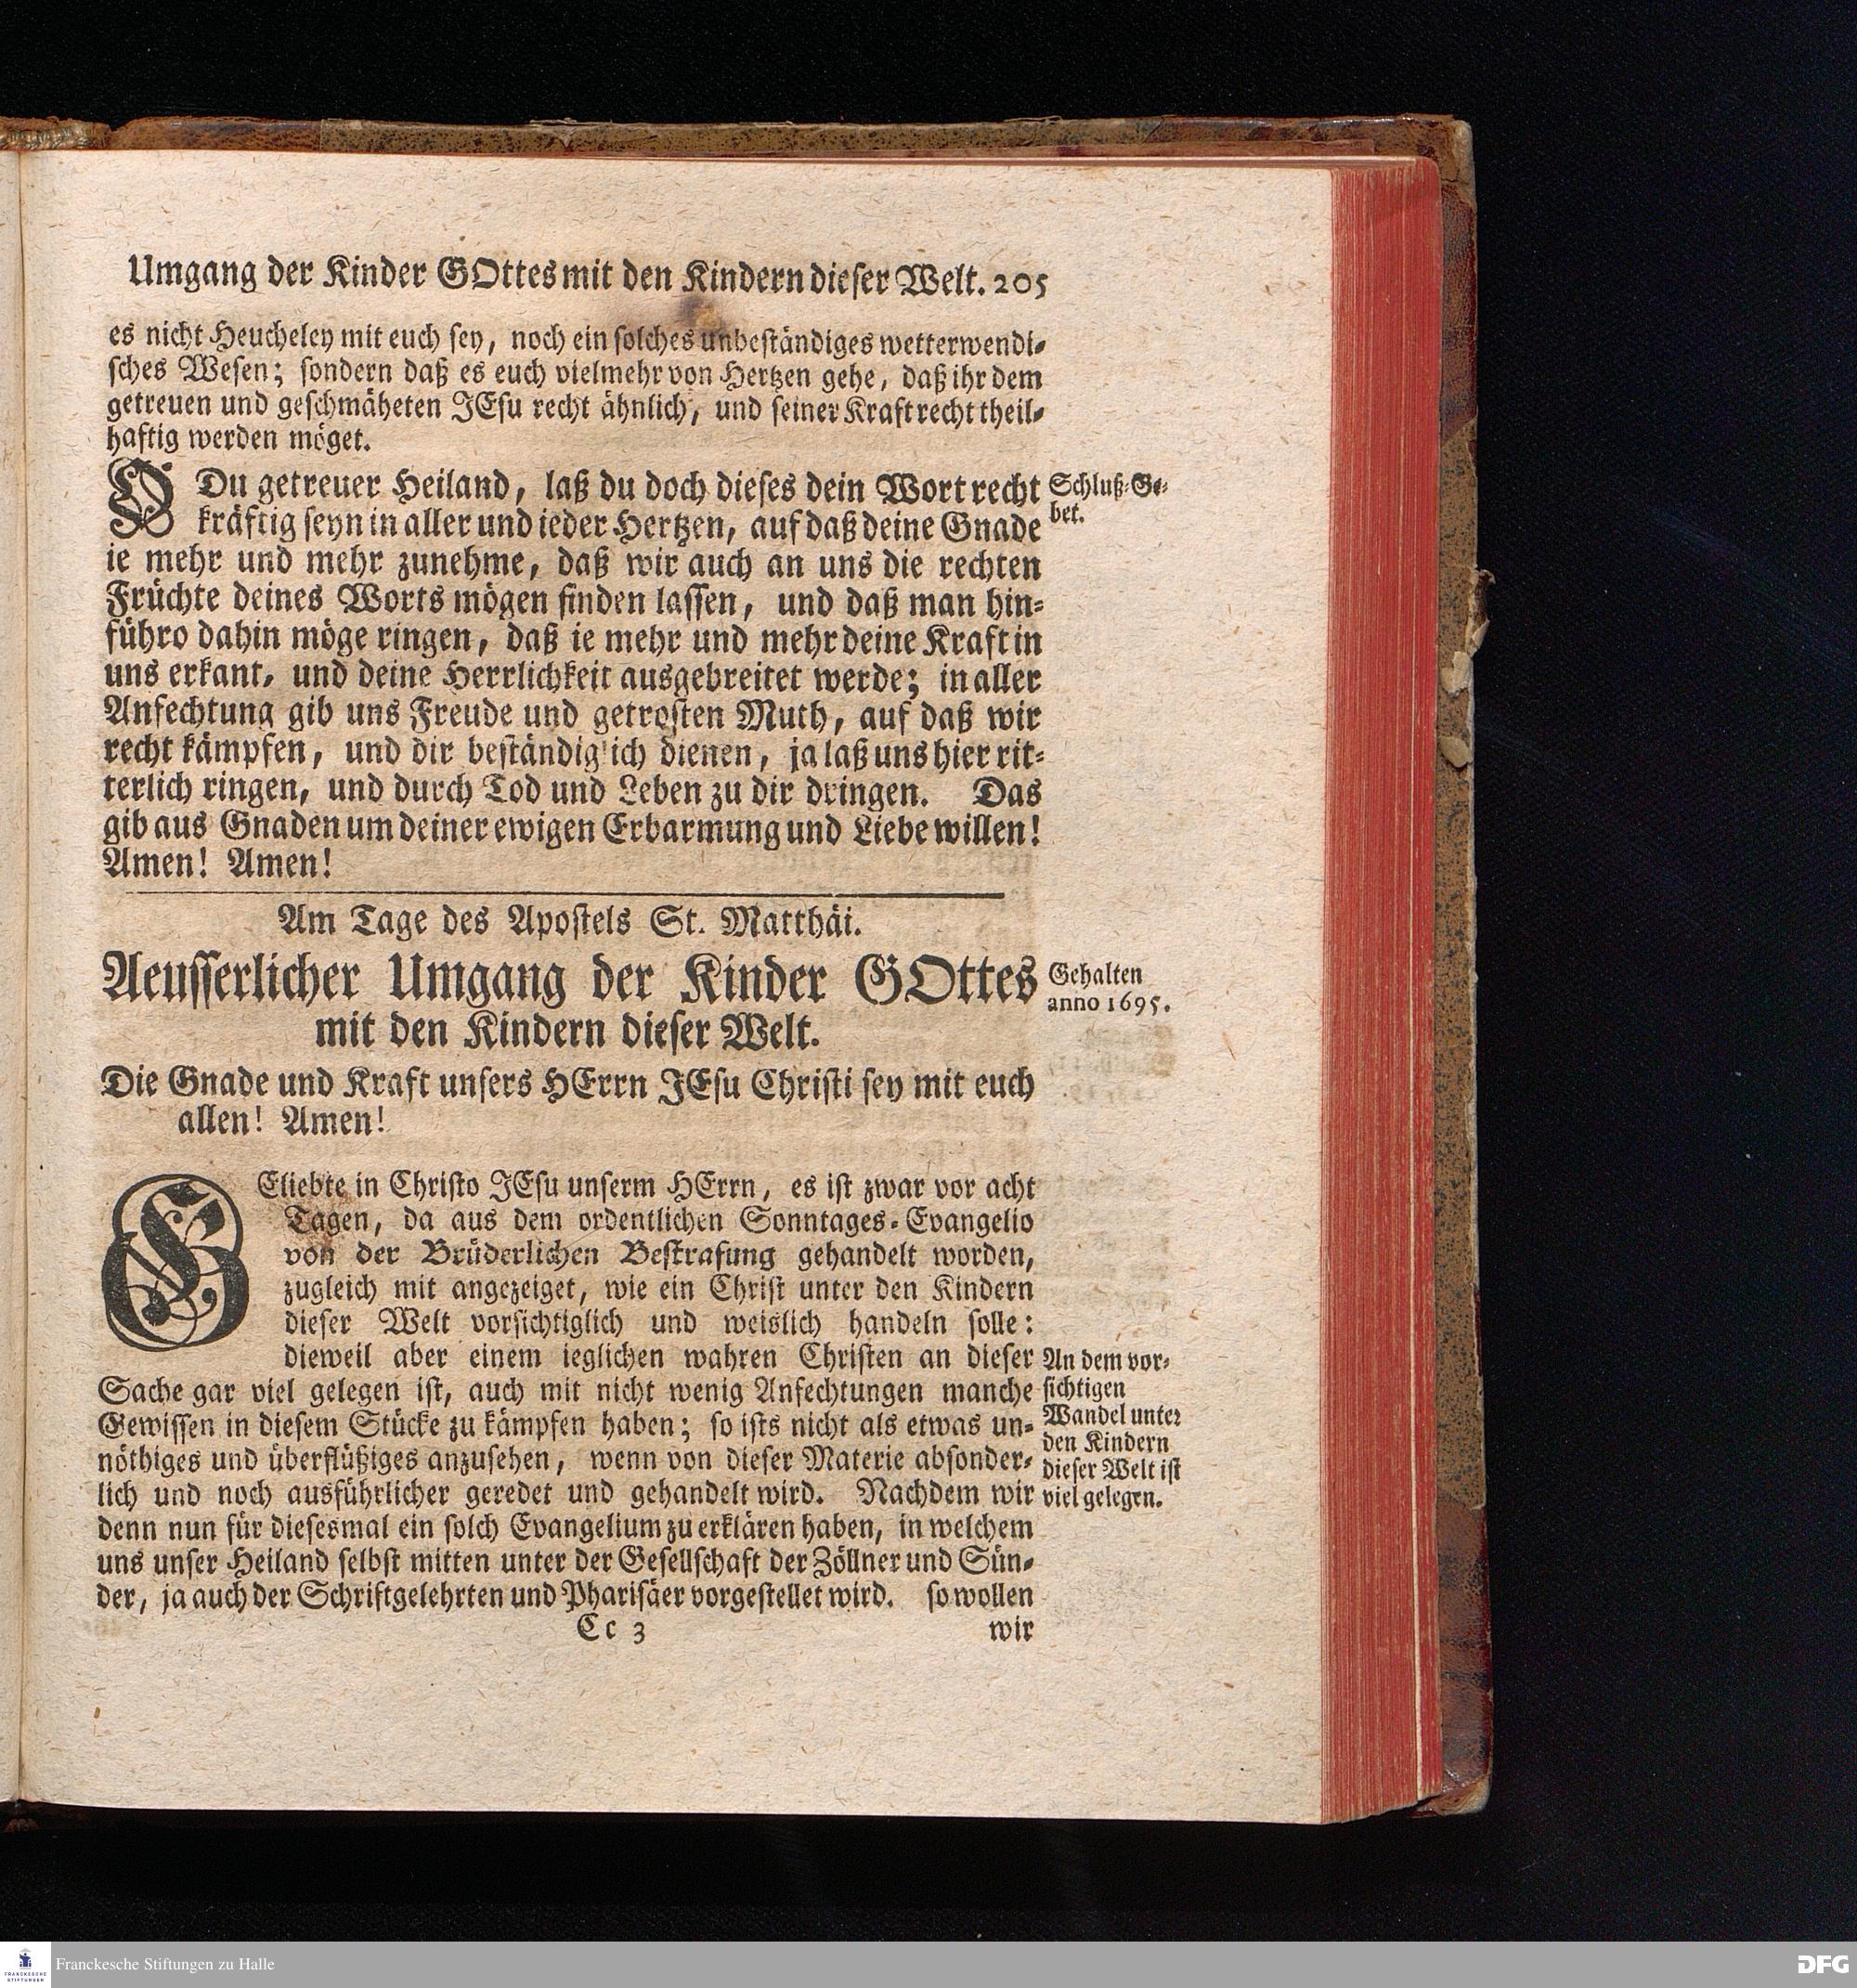 Umgang der Kinder GOttes mit den Kindern dieser Welt. 205
es nicht Heucheley mit euch sey, noch ein solches unbeständiges wetterwendi-
sches Wesen; sondern daß es euch vielmehr von Hertzen gehe, daß ihr dem
getreuen und geschmäheten JEsu recht ähnlich, und seiner Kraft recht theil-
haftig werden möget.
O Du getreuer Heiland, laß du doch dieses dein Wort recht
kräftig seyn in aller und ieder Hertzen, auf daß deine Gnade
ie mehr und mehr zunehme, daß wir auch an uns die rechten
Früchte deines Worts mögen finden lassen, und daß man hin-
führo dahin möge ringen, daß ie mehr und mehr deine Kraft in
uns erkant, und deine Herrlichkeit ausgebreitet werde; in aller
Anfechtung gib uns Freude und getrosten Muth, auf daß wir
recht kämpfen, und dir beständiglich dienen, ja laß uns hier rit-
terlich ringen, und durch Tod und Leben zu dir dringen. Das
gib aus Gnaden um deiner ewigen Erbarmung und Liebe willen!
Amen! Amen!
Schluß-Ge-
bet.
Am Tage des Apostels St. Matthäi.
Aeusserlicher Umgang der Kinder GOttes
mit den Kindern dieser Welt.
Gehalten
anno 1695.
Die Gnade und Kraft unsers HErrn JEsu Christi sey mit euch
allen! Amen!
GEliebte in Christo JEsu unserm HErrn, es ist zwar vor acht
Tagen, da aus dem ordentlichen Sonntages-Evangelio
von der Brüderlichen Bestrafung gehandelt worden,
zugleich mit angezeiget, wie ein Christ unter den Kindern
dieser Welt vorsichtiglich und weislich handeln solle:
dieweil aber einem ieglichen wahren Christen an dieser
Sache gar viel gelegen ist, auch mit nicht wenig Anfechtungen manche
Gewissen in diesem Stücke zu kämpfen haben; so ists nicht als etwas un-
nöthiges und überflüßiges anzusehen, wenn von dieser Materie absonder-
lich und noch ausführlicher geredet und gehandelt wird. Nachdem wir
denn nun für diesesmal ein solch Evangelium zu erklären haben, in welchem
uns unser Heiland selbst mitten unter der Gesellschaft der Zöllner und Sün-
der, ja auch der Schriftgelehrten und Pharisäer vorgestellet wird. so wollen
An dem vor-
sichtigen
Wandel unter
den Kindern
dieser Welt ist
viel gelegen.
Cc 3
wir
FRANCKESCHE
STIFTUNGEN
Franckesche Stiftungen zu Halle
DFG